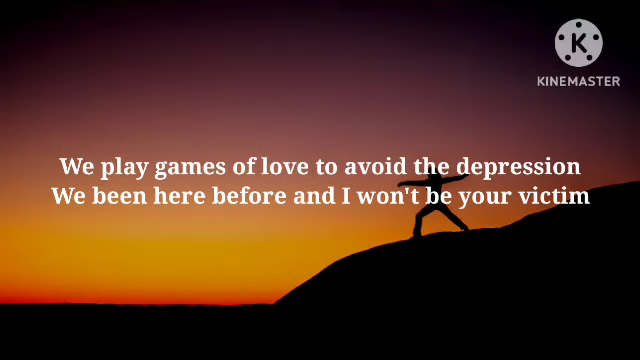 KINEMASTER
We play games of love to avoid the depression
We been here before and I won't be your victim